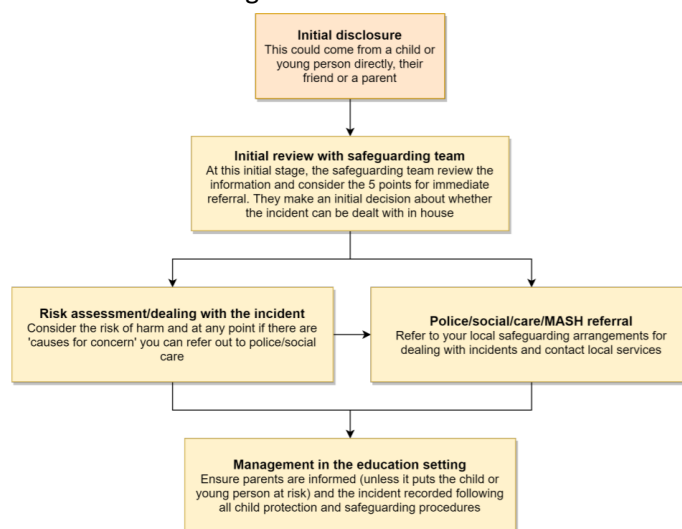 Initial disclosure
This could come from a child or
young person directly, their
friend or a parent
Initial review with safeguarding team
At this initial stage, the safeguarding team review the
information and consider the 5 points for immediate
referral. They make an initial decision about whether
the incident can be dealt with in house
Risk assessment/dealing with the incident
Consider the risk of harm and at any point if there are
'causes for concern' you can refer out to police/social
care
Police/social/care/MASH referral
Refer to your local safeguarding arrangements for
dealing with incidents and contact local services
Management in the education setting
Ensure parents are informed (unless it puts the child or
young person at risk) and the incident recorded following
all child protection and safeguarding procedures